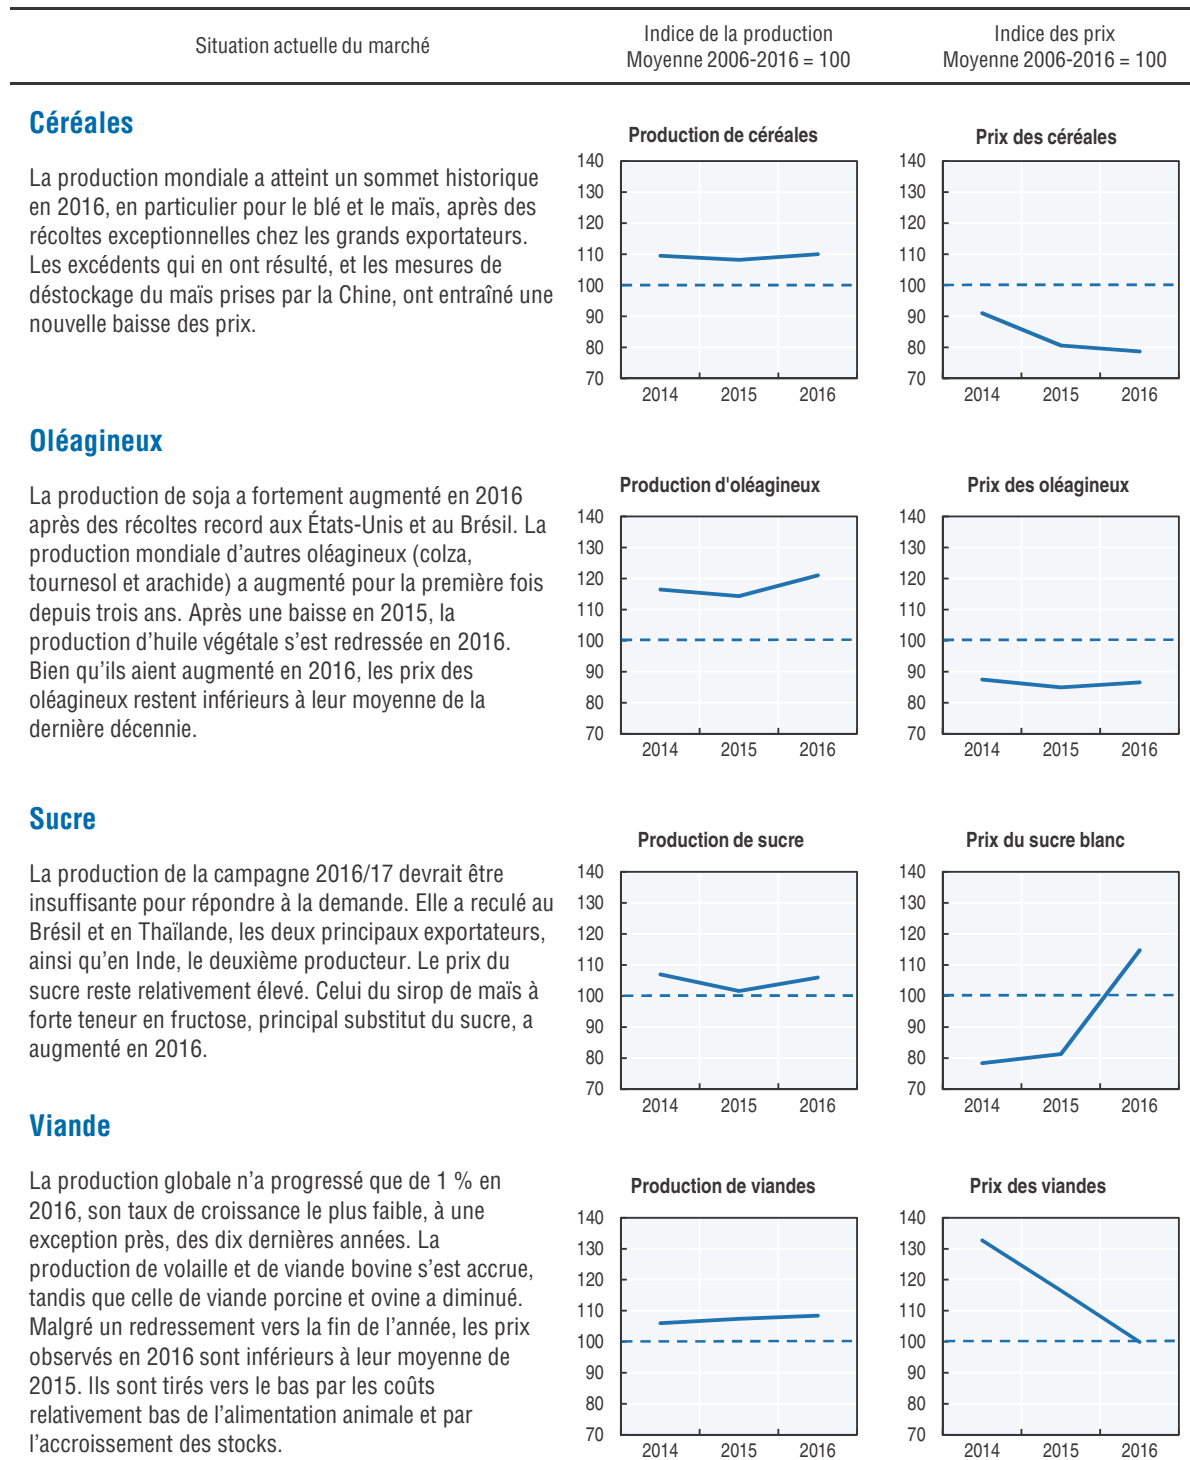 Situation actuelle du marché
Indice de la production
Moyenne 2006-2016 = 100
Indice des prix
Moyenne 2006-2016 = 100
Céréales
La production mondiale a atteint un sommet historique
en 2016, en particulier pour le blé et le maïs, après des
récoltes exceptionnelles chez les grands exportateurs.
Les excédents qui en ont résulté, et les mesures de
déstockage du maïs prises par la Chine, ont entraîné une
nouvelle baisse des prix.
Production de céréales
140
130
120
110
100
90
80
70
2014 2015 2016
Prix des céréales
140
130
120
110
100
90
80
70
2014 2015 2016
Oléagineux
La production de soja a fortement augmenté en 2016
après des récoltes record aux États-Unis et au Brésil. La
production mondiale d’autres oléagineux (colza,
tournesol et arachide) a augmenté pour la première fois
depuis trois ans. Après une baisse en 2015, la
production d’huile végétale s’est redressée en 2016.
Bien qu’ils aient augmenté en 2016, les prix des
oléagineux restent inférieurs à leur moyenne de la
dernière décennie.
Production d'oléagineux
140
130
120
110
100
90
80
70
2014 2015 2016
Prix des oléagineux
140
130
120
110
100
90
80
70
2014 2015 2016
Sucre
La production de la campagne 2016/17 devrait être
insuffisante pour répondre à la demande. Elle a reculé au
Brésil et en Thaïlande, les deux principaux exportateurs,
ainsi qu’en Inde, le deuxième producteur. Le prix du
sucre reste relativement élevé. Celui du sirop de maïs à
forte teneur en fructose, principal substitut du sucre, a
augmenté en 2016.
Production de sucre
140
130
120
110
100
90
80
70
2014 2015 2016
Prix du sucre blanc
140
130
120
110
100
90
80
70
2014 2015 2016
Viande
La production globale n’a progressé que de 1 % en
2016, son taux de croissance le plus faible, à une
exception près, des dix dernières années. La
production de volaille et de viande bovine s’est accrue,
tandis que celle de viande porcine et ovine a diminué.
Malgré un redressement vers la fin de l’année, les prix
observés en 2016 sont inférieurs à leur moyenne de
2015. Ils sont tirés vers le bas par les coûts
relativement bas de l’alimentation animale et par
l’accroissement des stocks.
Production de viandes
140
130
120
110
100
90
80
70
2014 2015 2016
Prix des viandes
140
130
120
110
100
90
80
70
2014 2015 2016